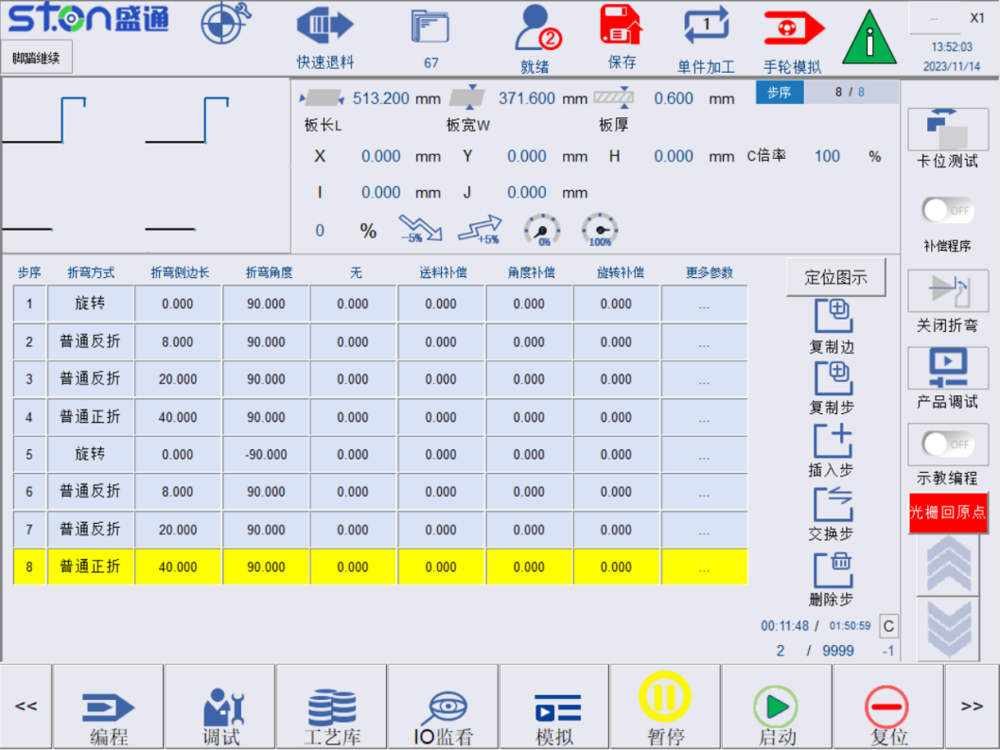 STON盛通
脚踹继续
快速退料
67
2
就绪
保存
1
单件加工
手轮模拟
i
--
X1
13:52:03
2023/11/14
513.200 mm
371.600 mm
0.600 mm
步序
8 / 8
板长L
板宽W
板厚
X 0.000 mm Y 0.000 mm H 0.000 mm C倍率 100 %
I 0.000 mm J 0.000 mm
0 % -5% +5% 0% 100%
卡位测试
OFF
补偿程序
关闭折弯
产品调试
OFF
示教编程
光栅回原点
步序 折弯方式 折弯侧边长 折弯角度 无 送料补偿 角度补偿 旋转补偿 更多参数
1 旋转 0.000 90.000 0.000 0.000 0.000 0.000 ...
2 普通反折 8.000 90.000 0.000 0.000 0.000 0.000 ...
3 普通反折 20.000 90.000 0.000 0.000 0.000 0.000 ...
4 普通正折 40.000 90.000 0.000 0.000 0.000 0.000 ...
5 旋转 0.000 -90.000 0.000 0.000 0.000 0.000 ...
6 普通反折 8.000 90.000 0.000 0.000 0.000 0.000 ...
7 普通反折 20.000 90.000 0.000 0.000 0.000 0.000 ...
8 普通正折 40.000 90.000 0.000 0.000 0.000 0.000 ...
定位图示
复制边
复制步
插入步
交换步
删除步
00:11:48 / 01:50:59 C
2 / 9999 -1
<<
编程
调试
工艺库
IO监看
模拟
暂停
启动
复位
>>